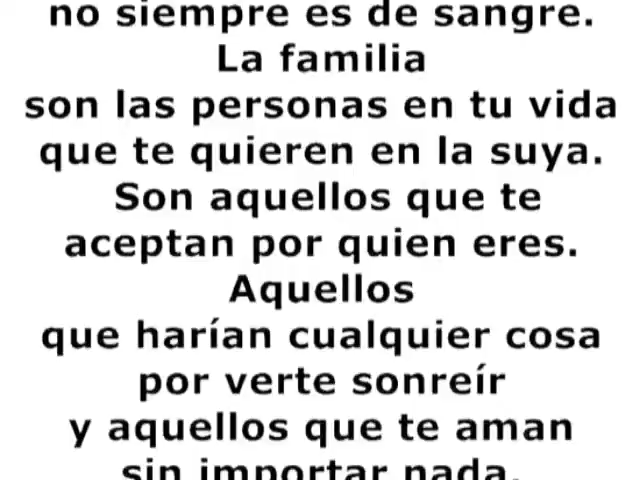 no siempre es de sangre.
La familia
son las personas en tu vida
que te quieren en la suya.
Son aquellos que te
aceptan por quien eres.
Aquellos
que harían cualquier cosa
por verte sonreír
y aquellos que te aman
sin importar nada.